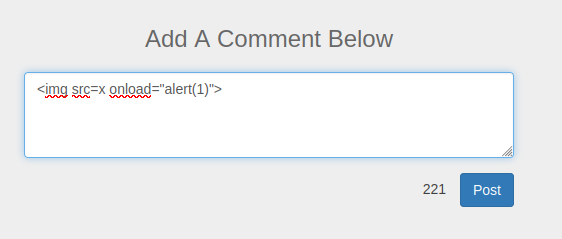 Add A Comment Below
<img src=x onload="alert(1)">
221
Post